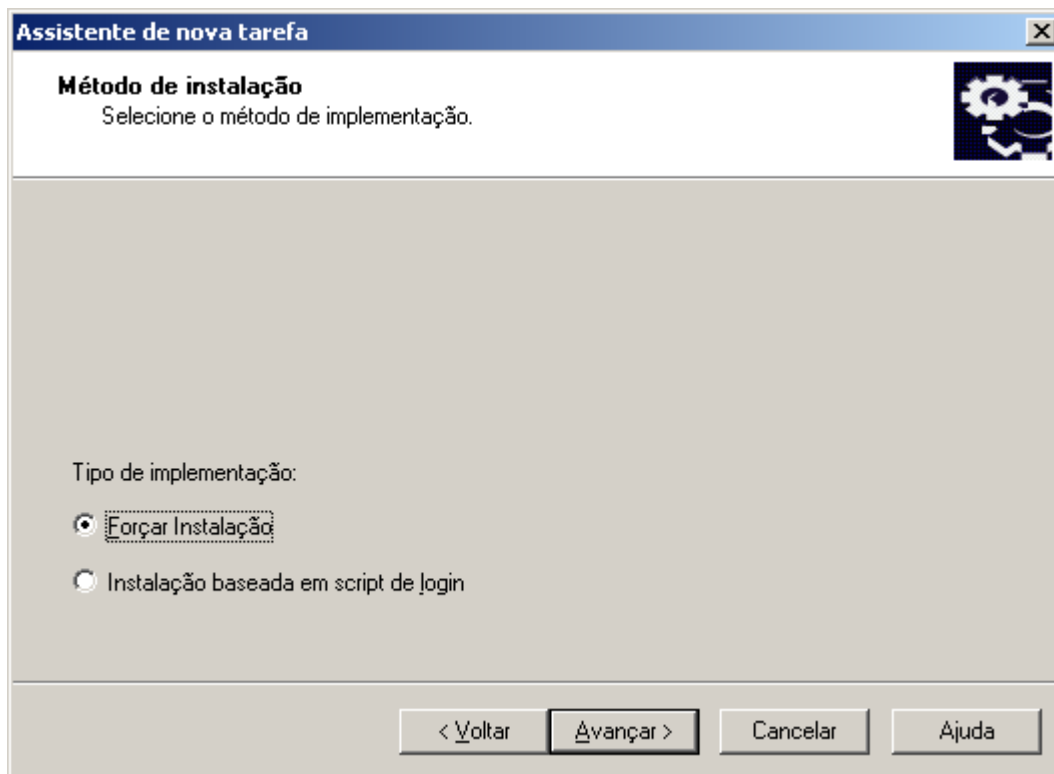 Assistente de nova tarefa
Método de instalação
Selecione o método de implementação.
Tipo de implementação:
Forçar Instalação
Instalação baseada em script de login
< Voltar
Avançar >
Cancelar
Ajuda